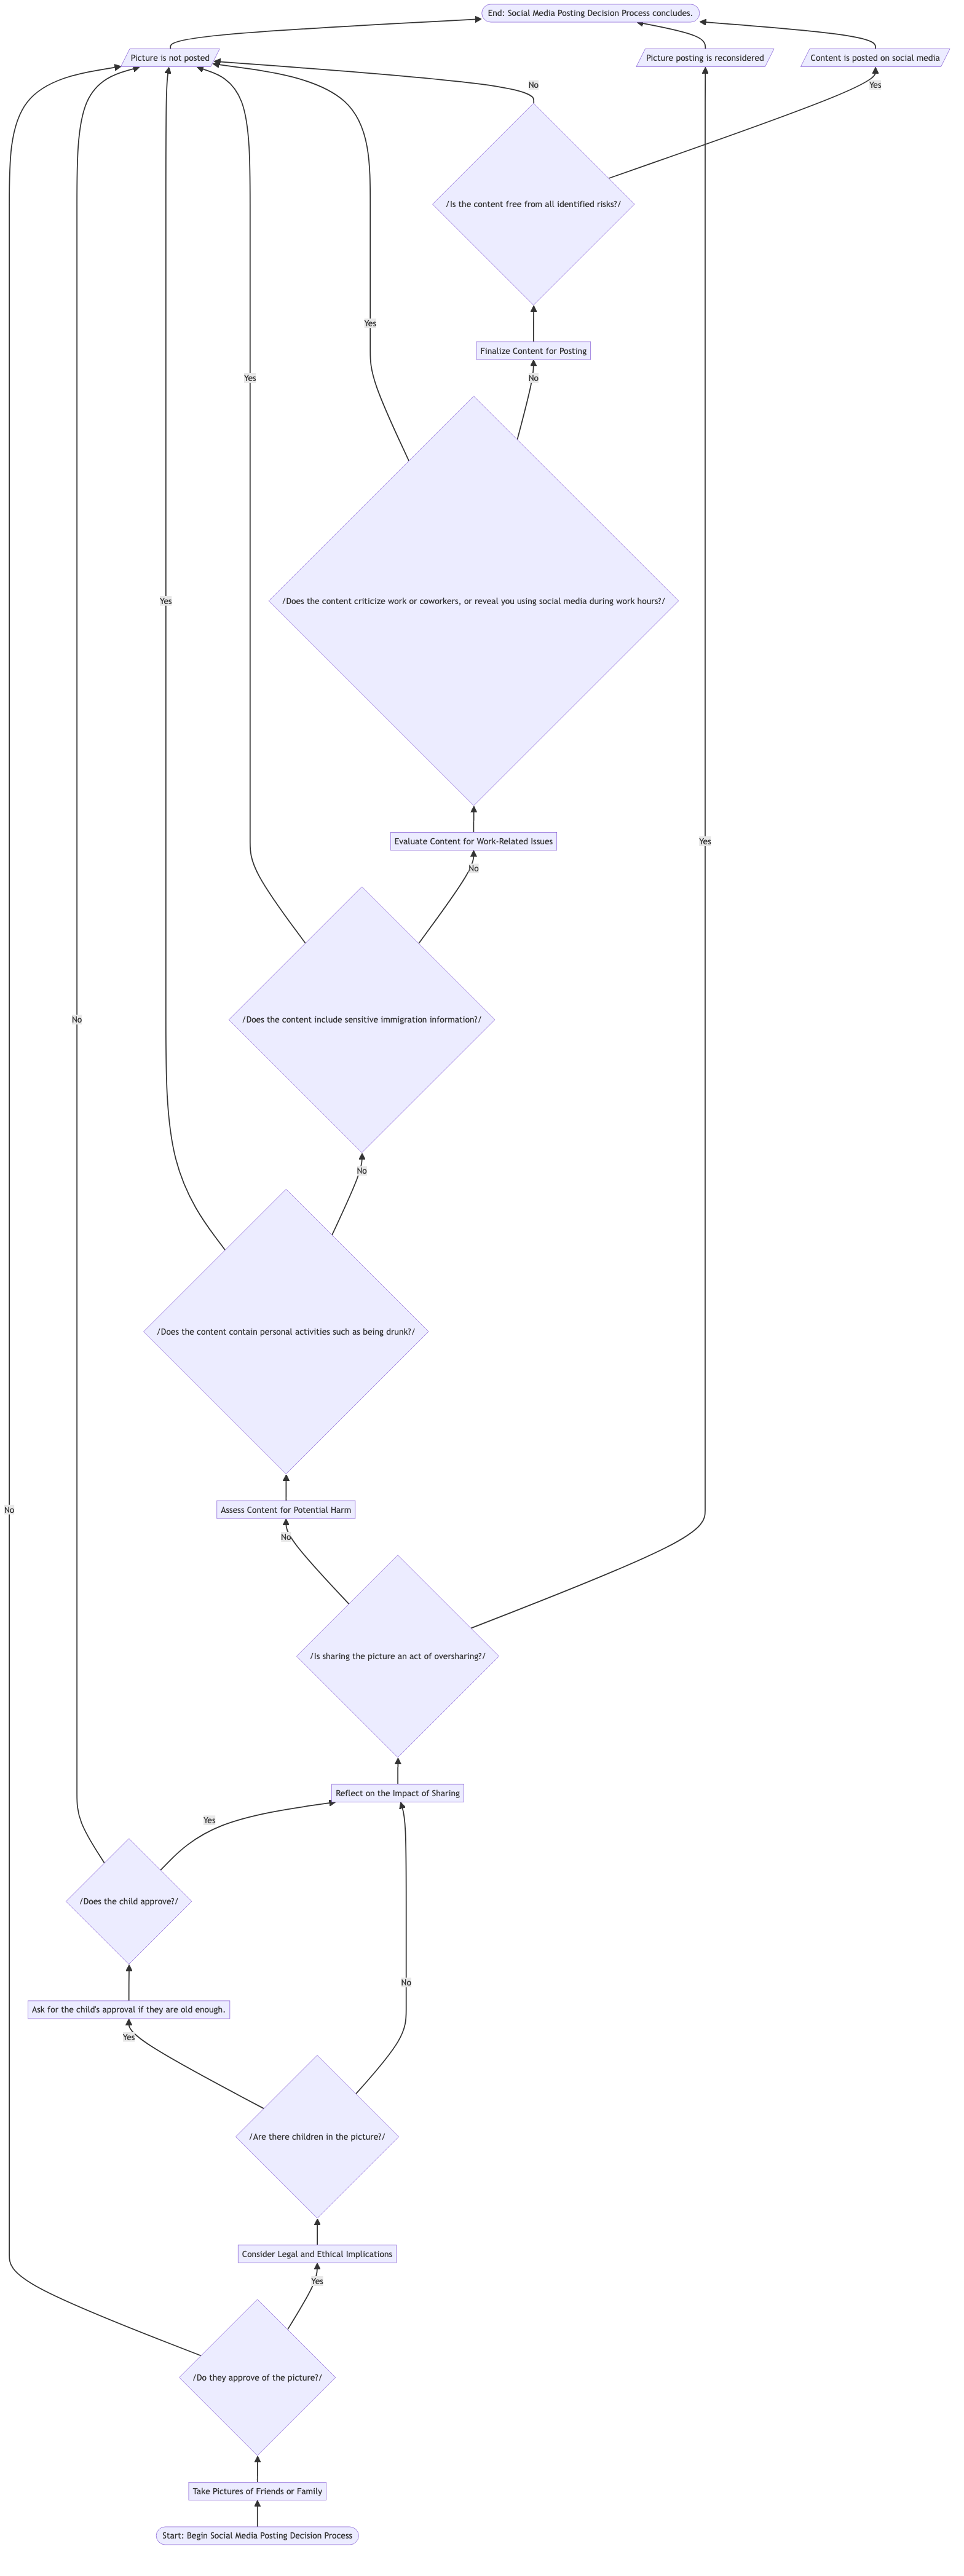 End: Social Media Posting Decision Process concludes.
Picture is not posted
Picture posting is reconsidered
Content is posted on social media
No
Yes
/Is the content free from all identified risks?/
Yes
Finalize Content for Posting
Yes
No
/Does the content criticize work or coworkers, or reveal you using social media during work hours?/
Yes
Evaluate Content for Work-Related Issues
Yes
No
/Does the content include sensitive immigration information?/
No
No
/Does the content contain personal activities such as being drunk?/
No
Assess Content for Potential Harm
No
/Is sharing the picture an act of oversharing?/
Reflect on the Impact of Sharing
Yes
/Does the child approve?/
No
Ask for the child's approval if they are old enough.
Yes
/Are there children in the picture?/
Consider Legal and Ethical Implications
Yes
/Do they approve of the picture?/
Take Pictures of Friends or Family
Start: Begin Social Media Posting Decision Process